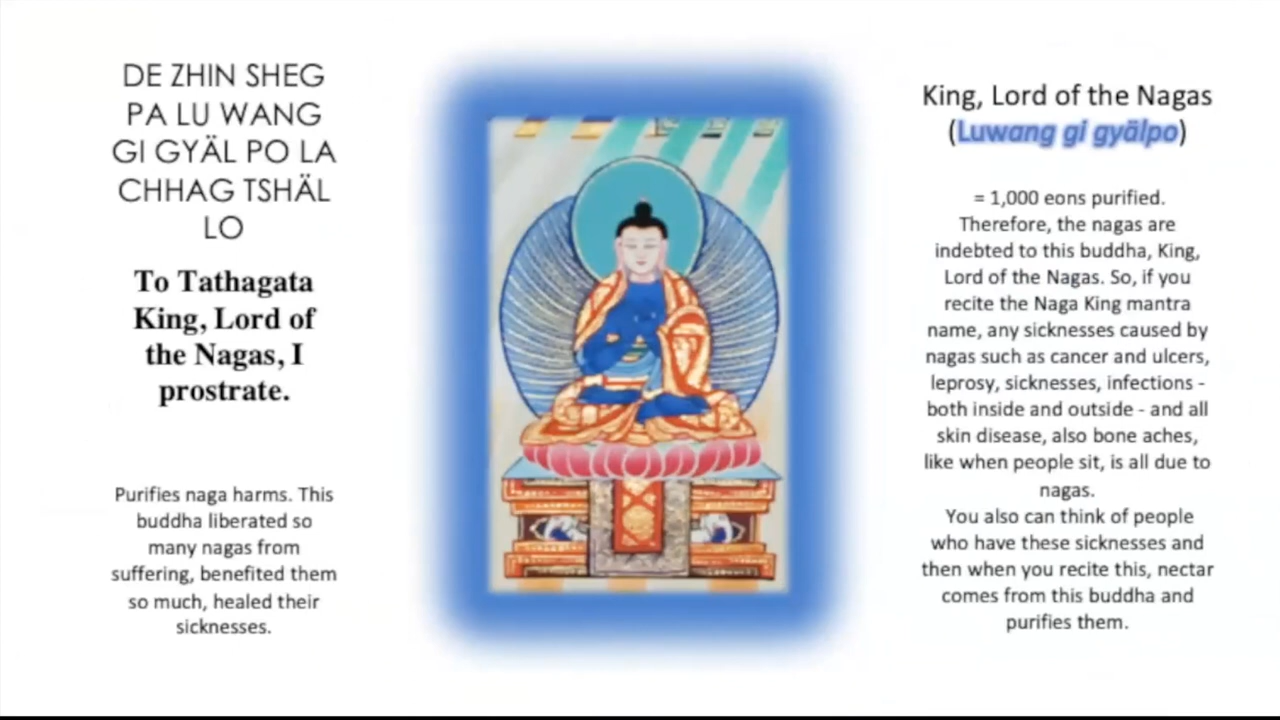 DE ZHIN SHEG
PA LU WANG
GI GYÄL PO LA
CHHAG TSHÄL
LO
To Tathagata
King, Lord of
the Nagas, I
prostrate.
Purifies naga harms. This
buddha liberated so
many nagas from
suffering, benefited them
so much, healed their
sicknesses.
King, Lord of the Nagas
(Luwang gi gyälpo)
= 1,000 eons purified.
Therefore, the nagas are
indebted to this buddha, King,
Lord of the Nagas. So, if you
recite the Naga King mantra
name, any sicknesses caused by
nagas such as cancer and ulcers,
leprosy, sicknesses, infections -
both inside and outside - and all
skin disease, also bone aches,
like when people sit, is all due to
nagas.
You also can think of people
who have these sicknesses and
then when you recite this, nectar
comes from this buddha and
purifies them.